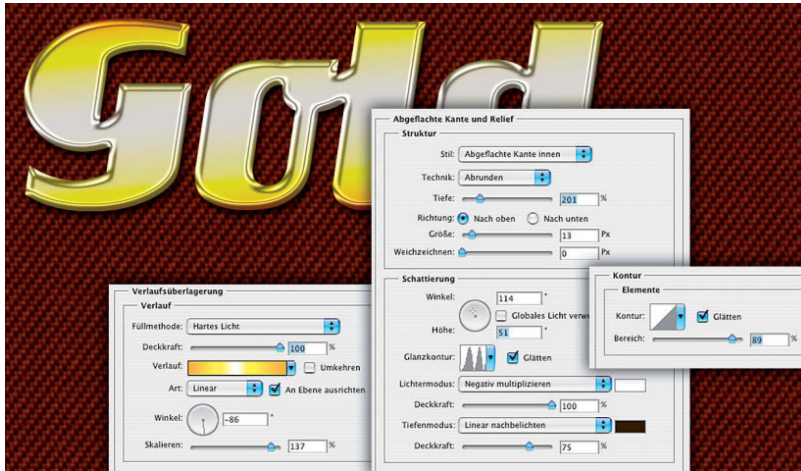 Gold
Abgeflachte Kante und Relief
Struktur
Stil: Abgeflachte Kante innen
Technik: Abrunden
Tiefe: 201 %
Richtung: Nach oben Nach unten
Größe: 13 Px
Weichzeichnen: 0 Px
Schattierung
Winkel: 114 °
Globales Licht
Höhe: 51 °
Glanzkontur: Glätten
Lichtermodus: Negativ multiplizieren
Deckkraft: 100 %
Tiefenmodus: Linear nachbelichten
Deckkraft: 75 %
Kontur
Elemente
Kontur: Glätten
Bereich: 89 %
Verlaufsüberlagerung
Verlauf
Füllmethode: Hartes Licht
Deckkraft: 100 %
Verlauf: Umkehren
Art: Linear An Ebene ausrichten
Winkel: -86 °
Skalieren: 137 %